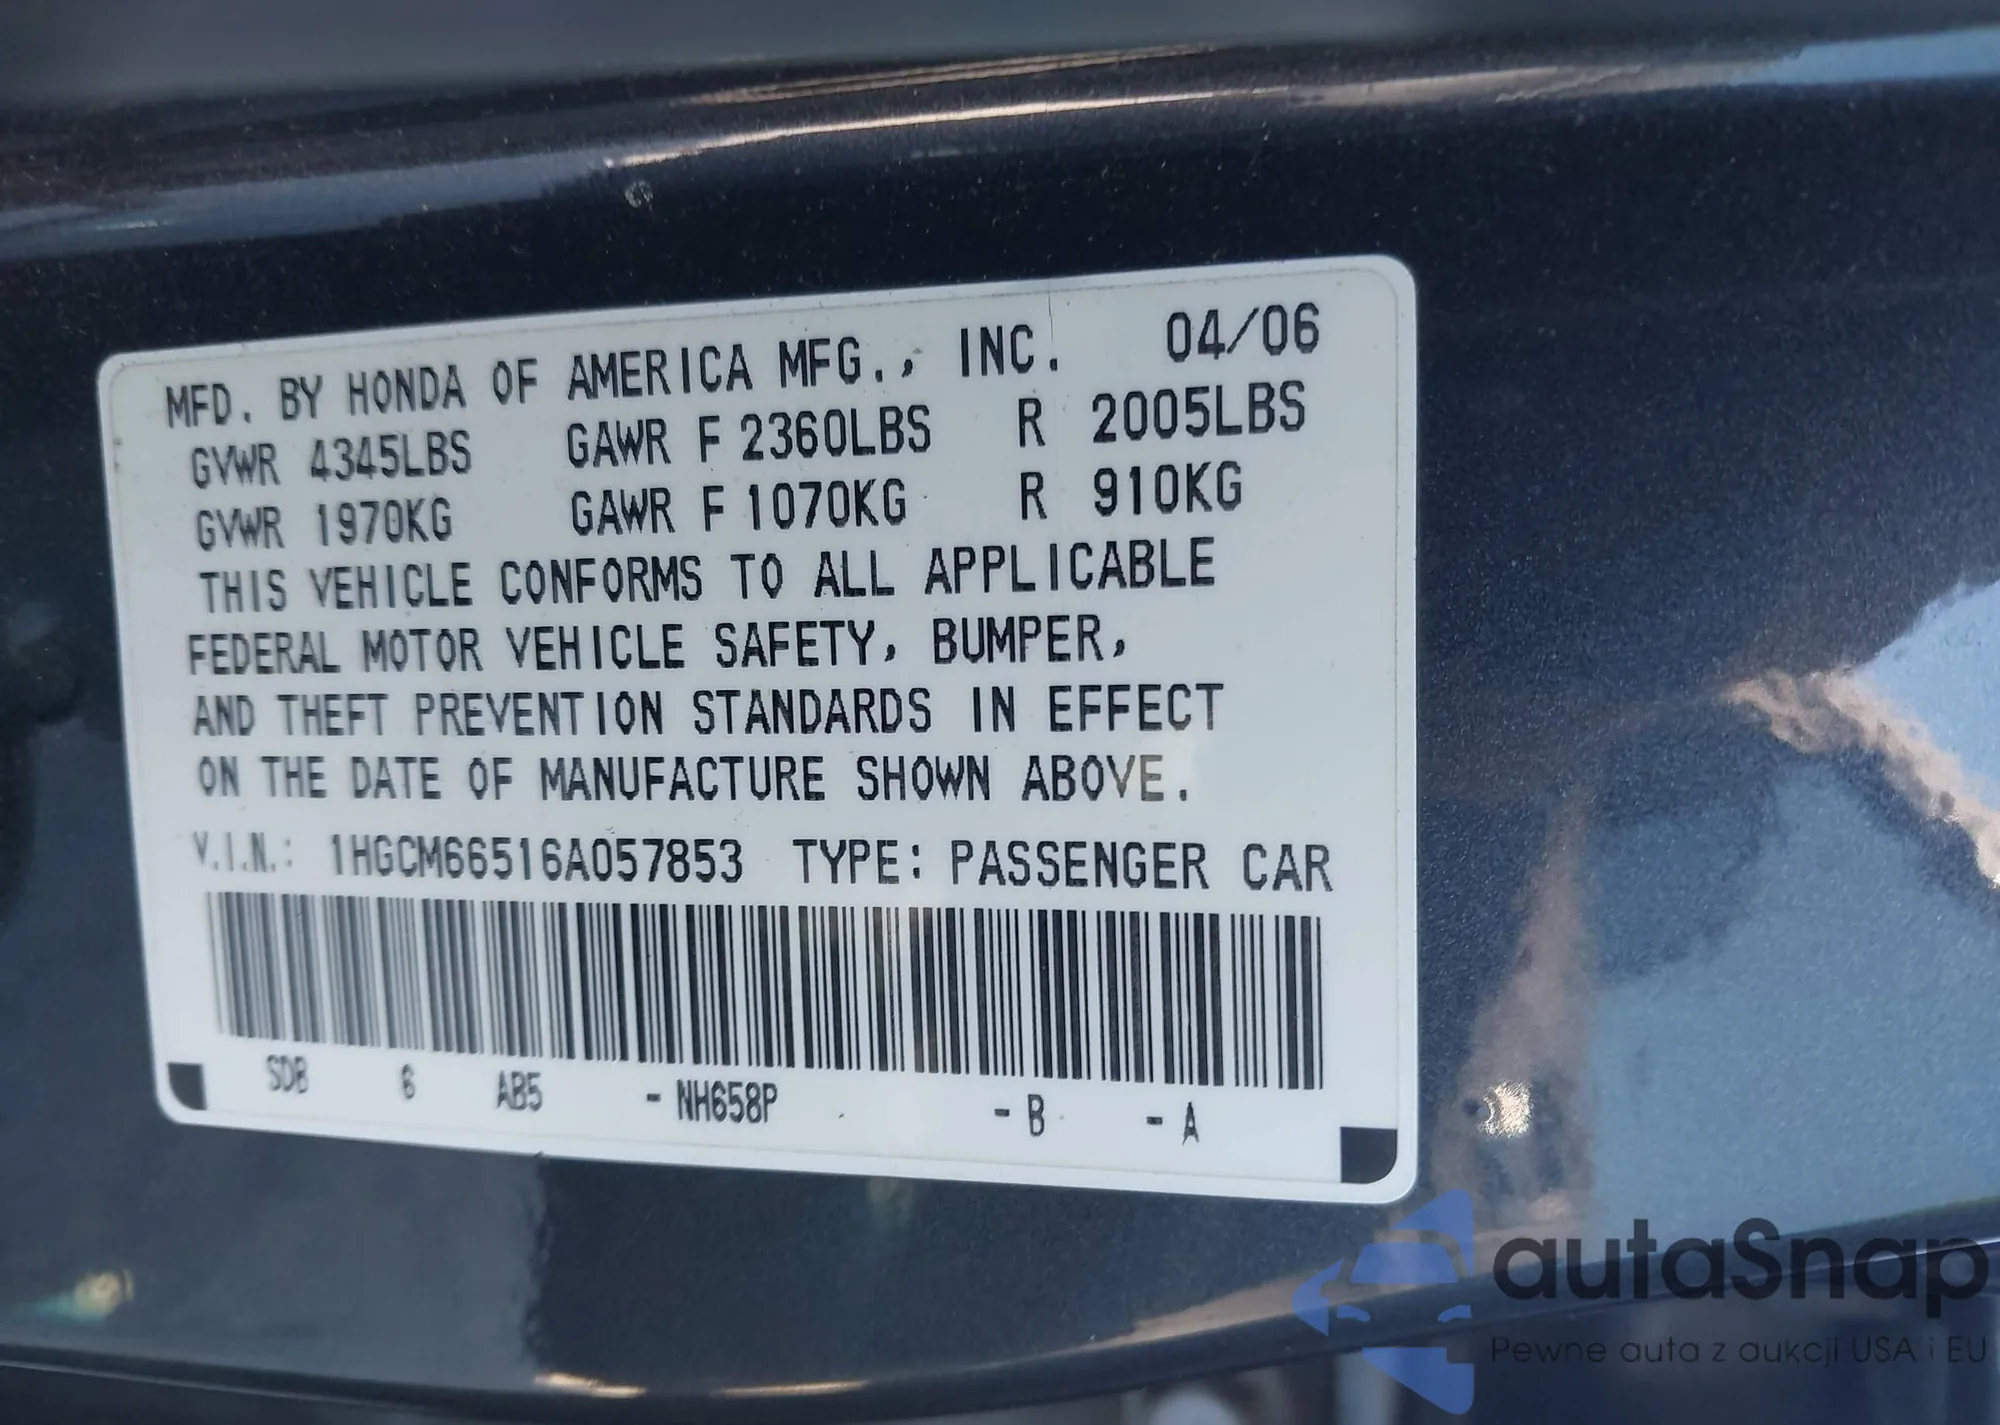 MFD. BY HONDA OF AMERICA MFG., INC. 04/06
GVWR 4345LBS GAWR F 2360LBS R 2005LBS
GVWR 1970KG GAWR F 1070KG R 910KG
THIS VEHICLE CONFORMS TO ALL APPLICABLE
FEDERAL MOTOR VEHICLE SAFETY, BUMPER,
AND THEFT PREVENTION STANDARDS IN EFFECT
ON THE DATE OF MANUFACTURE SHOWN ABOVE.
V.I.N.: 1HGCM66516A057853 TYPE: PASSENGER CAR
SDB 6 AB5 - NH658P - B - A
autaSnap
Pewne auta z aukcji USA i EU